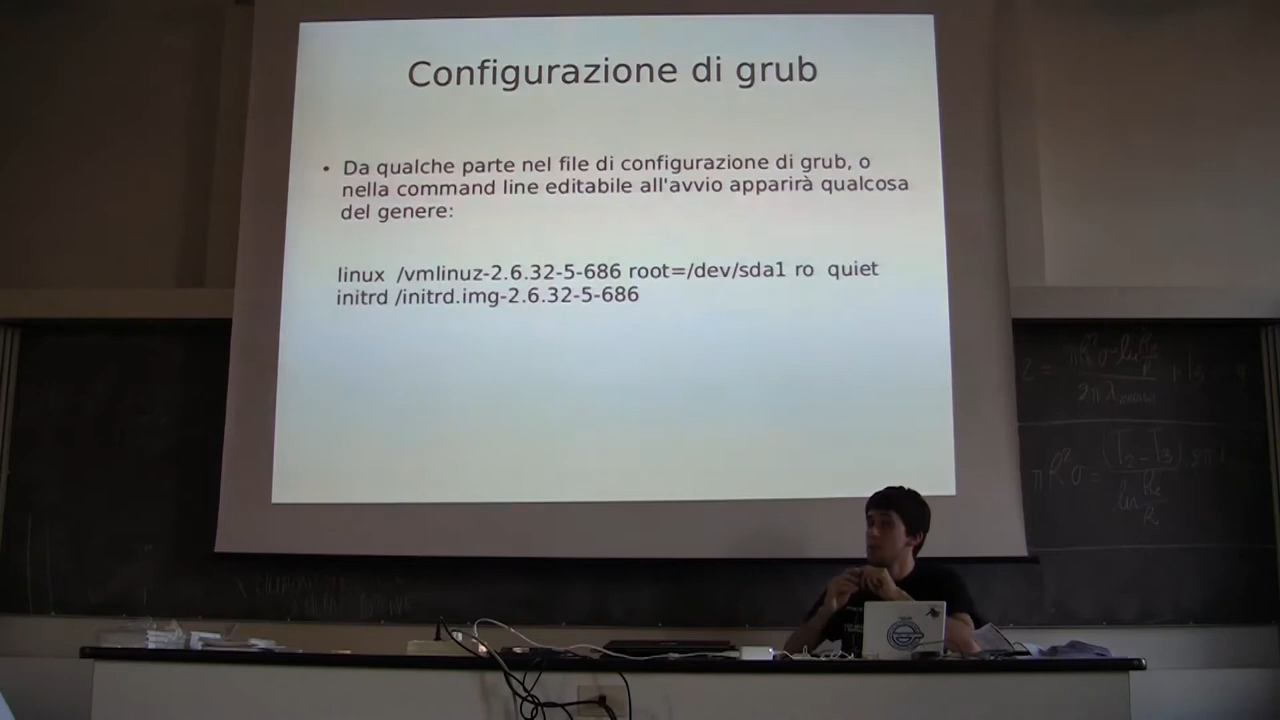 Configurazione di grub
• Da qualche parte nel file di configurazione di grub, o
nella command line editabile all'avvio apparirà qualcosa
del genere:
linux /vmlinuz-2.6.32-5-686 root=/dev/sda1 ro quiet
initrd /initrd.img-2.6.32-5-686